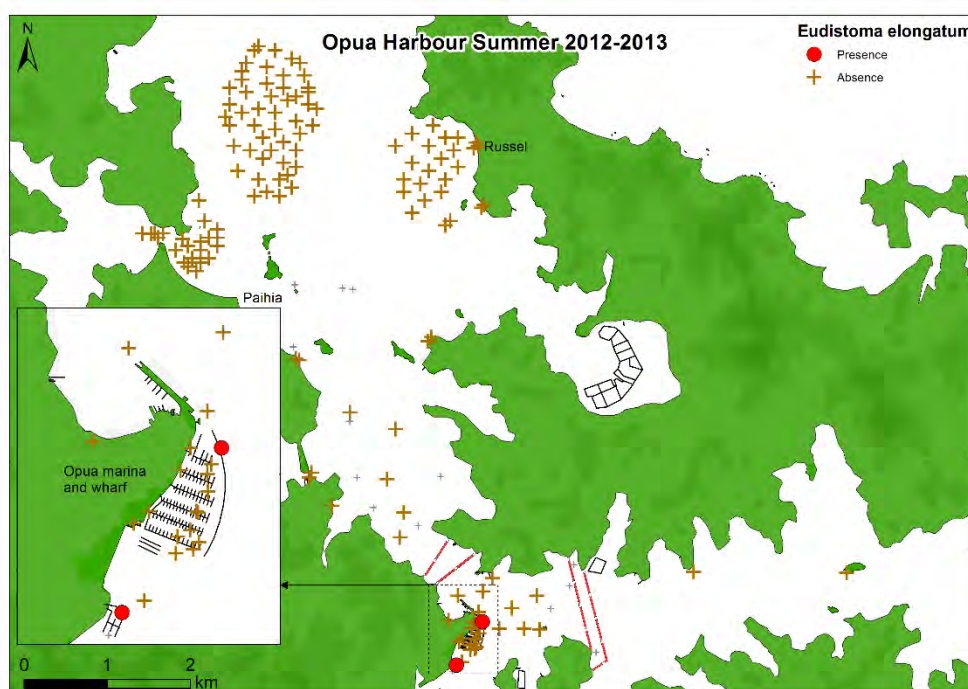 N
Opua Harbour Summer 2012-2013
Eudistoma elongatum
Presence
Absence
Russel
Paihia
Opua marina
and wharf
0 1 2
km